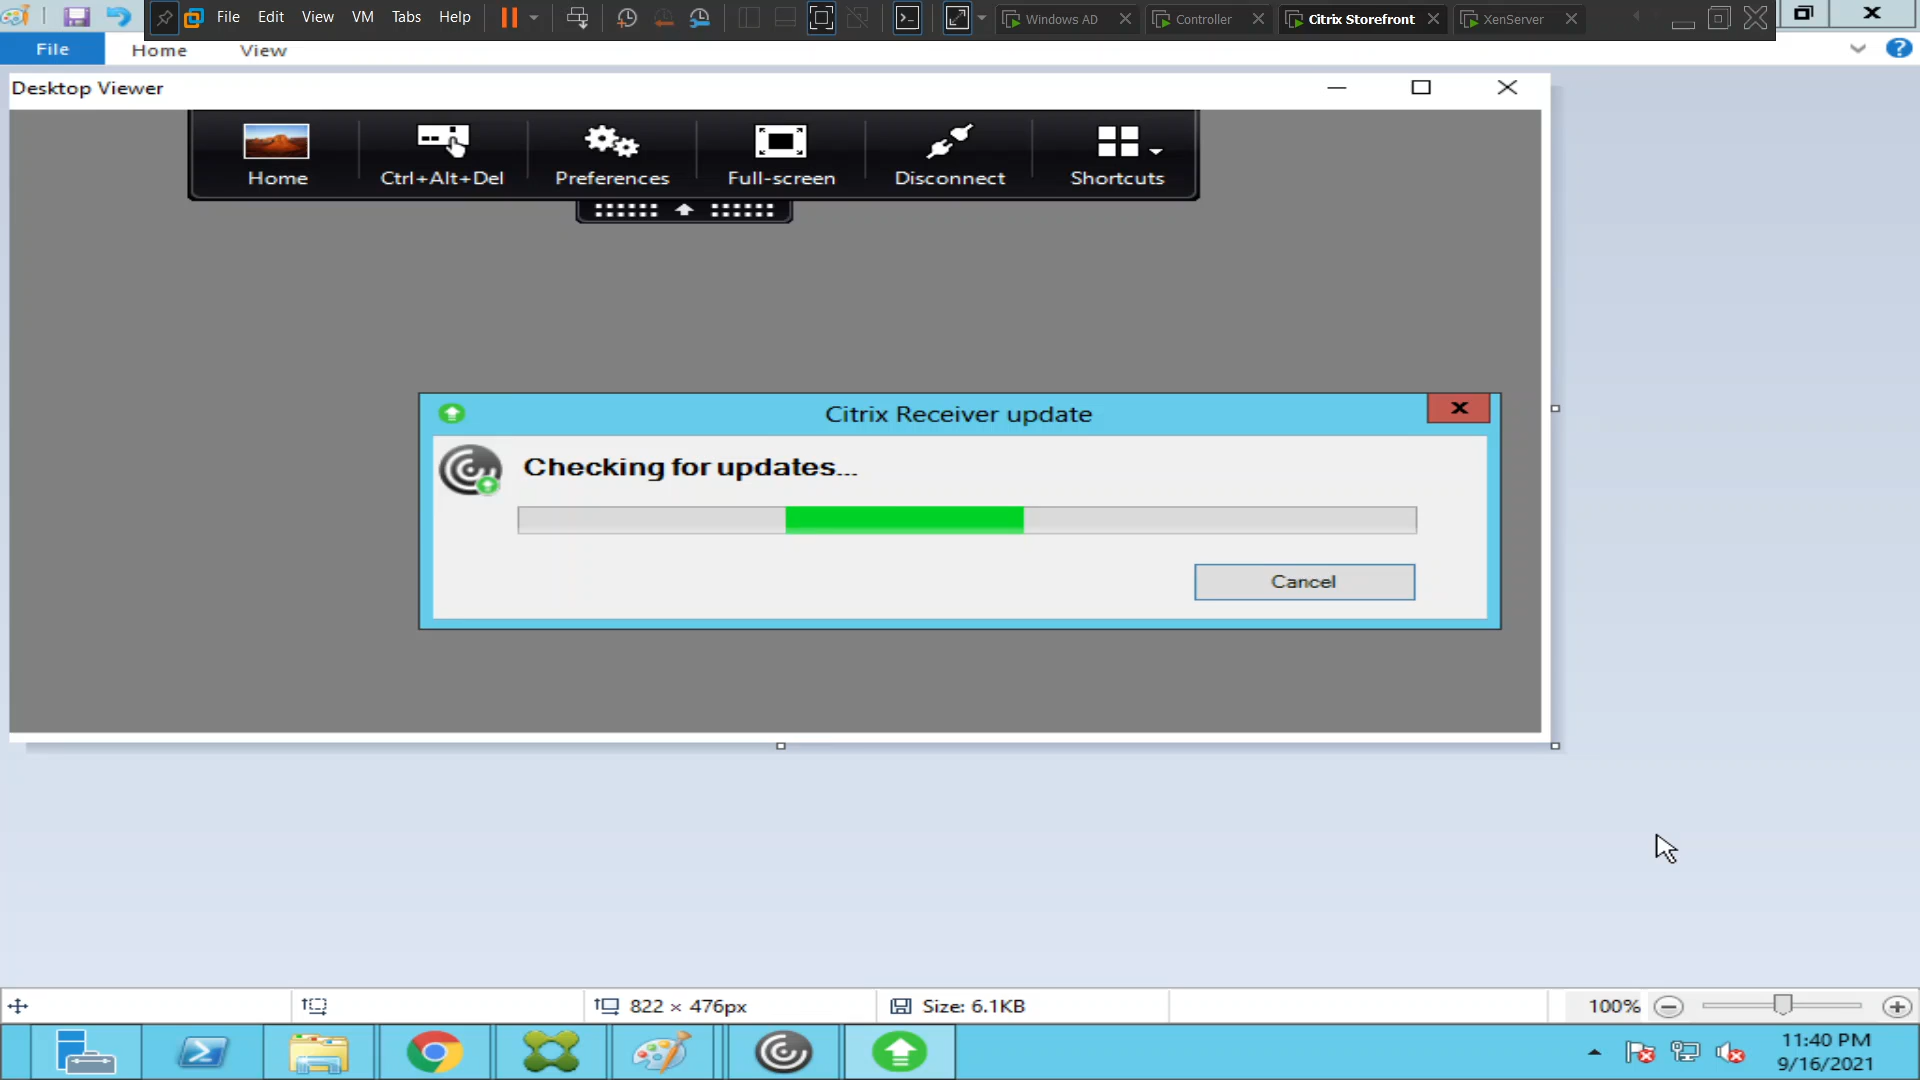 File Edit View VM Tabs Help Windows AD Controller Citrix Storefront XenServer
File Home View
Desktop Viewer
Home Ctrl+Alt+Del Preferences Full-screen Disconnect Shortcuts
Citrix Receiver update
Checking for updates...
Cancel
822 × 476px Size: 6.1KB 100%
11:40 PM
9/16/2021